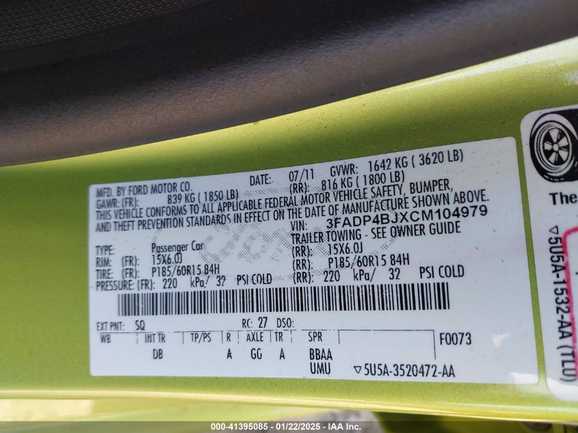 MFD. BY FORD MOTOR CO.
DATE: 07/11 GVWR: 1642 KG ( 3620 LB)
GAWR: (FR): 839 KG ( 1850 LB) (RR): 816 KG ( 1800 LB)
THIS VEHICLE CONFORMS TO ALL APPLICABLE FEDERAL MOTOR VEHICLE SAFETY, BUMPER,
AND THEFT PREVENTION STANDARDS IN EFFECT ON THE DATE OF MANUFACTURE SHOWN ABOVE.
VIN: 3FADP4BJXCM104979
TYPE: Passenger Car TRAILER TOWING - SEE OWNER GUIDE
RIM: (FR): 15X6.0J (RR): 15X6.0J
TIRE: (FR): P185/60R15 84H (RR): P185/60R15 84H
PRESSURE: (FR): 220 kPa/ 32 PSI COLD (RR): 220 kPa/ 32 PSI COLD
EXT PNT: SQ RC: 27 DSO: F0073
WB INT TR TP/PS R AXLE TR SPR
DB A GG A BBAA
UMU ▽5U5A-3520472-AA
The
▽5U5A-1532-AA (TLU)
000-41395085 - 01/22/2025 - IAA Inc.